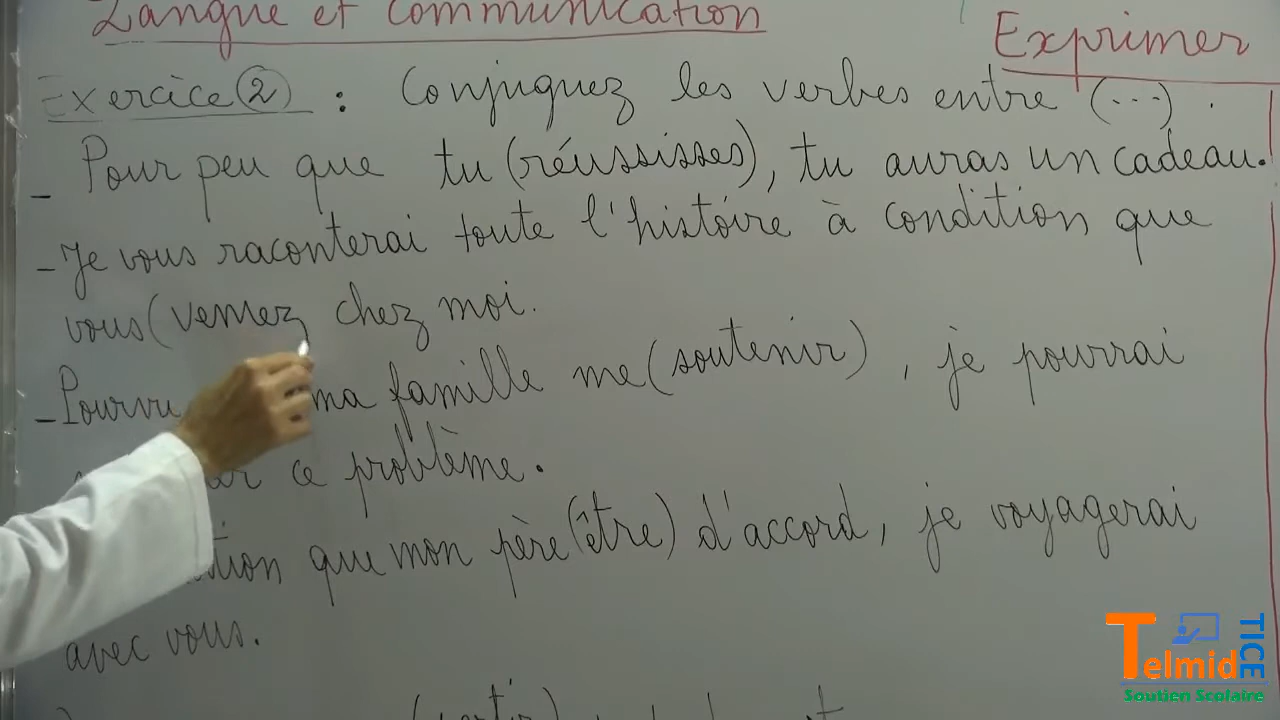 Langue et communication
Exprimer
Exercice 2 : Conjuguez les verbes entre (...) .
- Pour peu que tu (réussisses), tu auras un cadeau.
- Je vous raconterai toute l'histoire à condition que
vous ( veniez chez moi.
- Pourvu ma famille me (soutenir) , je pourrai
ce problème.
que mon père (être) d'accord, je voyagerai
avec vous.
Telmid TICE
Soutien Scolaire